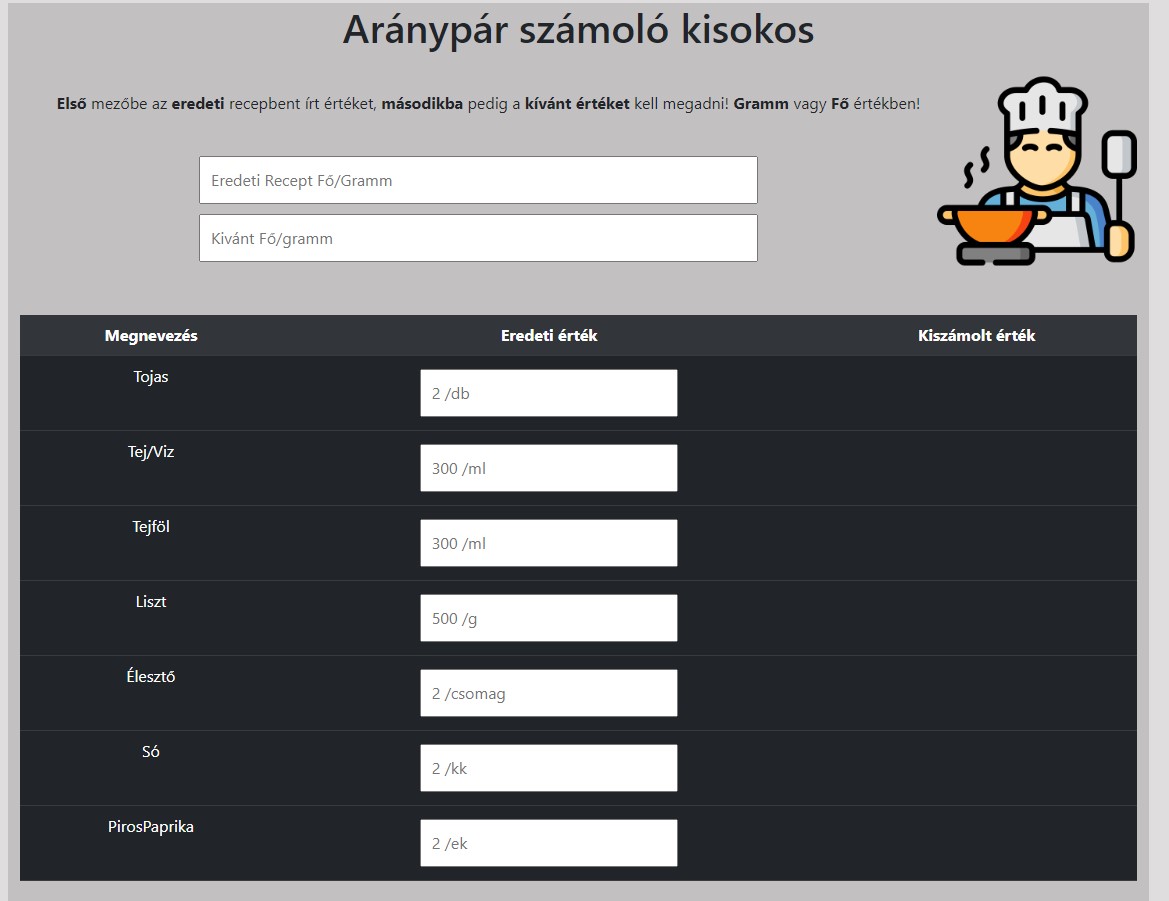 Aránypár számoló kisokos
Első mezőbe az eredeti recepbent írt értéket, másodikba pedig a kívánt értéket kell megadni! Gramm vagy Fő értékben!
Eredeti Recept Fő/Gramm
Kivánt Fő/gramm
Megnevezés Eredeti érték Kiszámolt érték
Tojas 2 /db
Tej/Viz 300 /ml
Tejföl 300 /ml
Liszt 500 /g
Élesztő 2 /csomag
Só 2 /kk
PirosPaprika 2 /ek